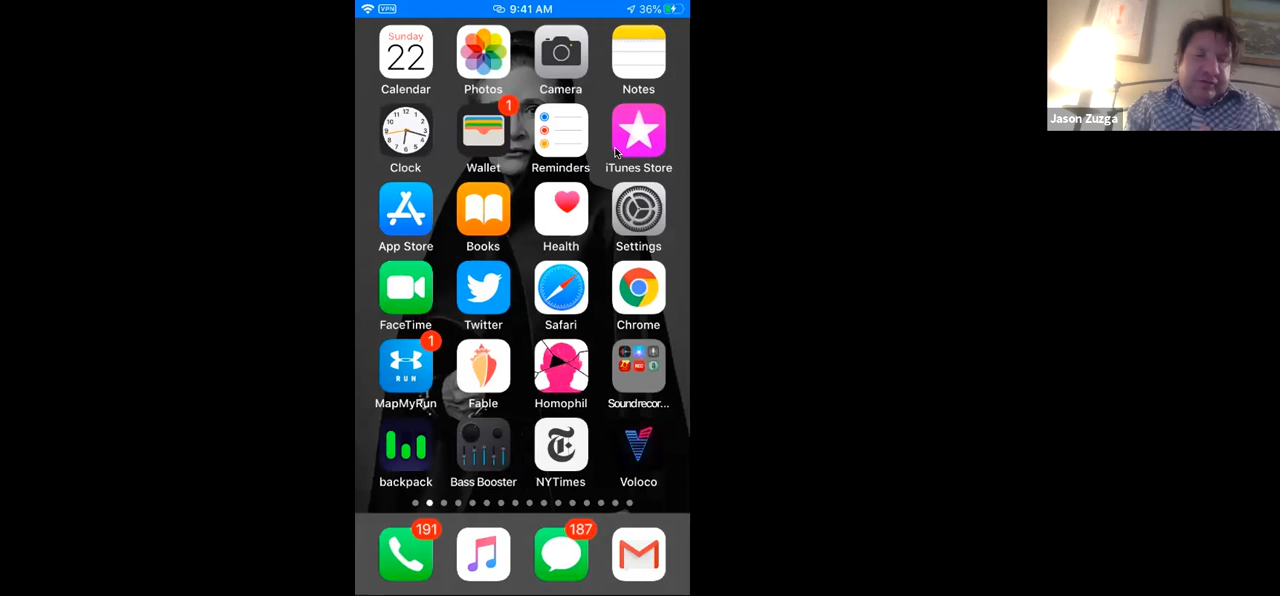 VPN 9:41 AM 36%
Sunday
22
Calendar Photos Camera Notes
1
Clock Wallet Reminders iTunes Store
App Store Books Health Settings
FaceTime Twitter Safari Chrome
1
RUN
MapMyRun Fable Homophil Soundrecor...
backpack Bass Booster NYTimes Voloco
191 187
Jason Zuzga